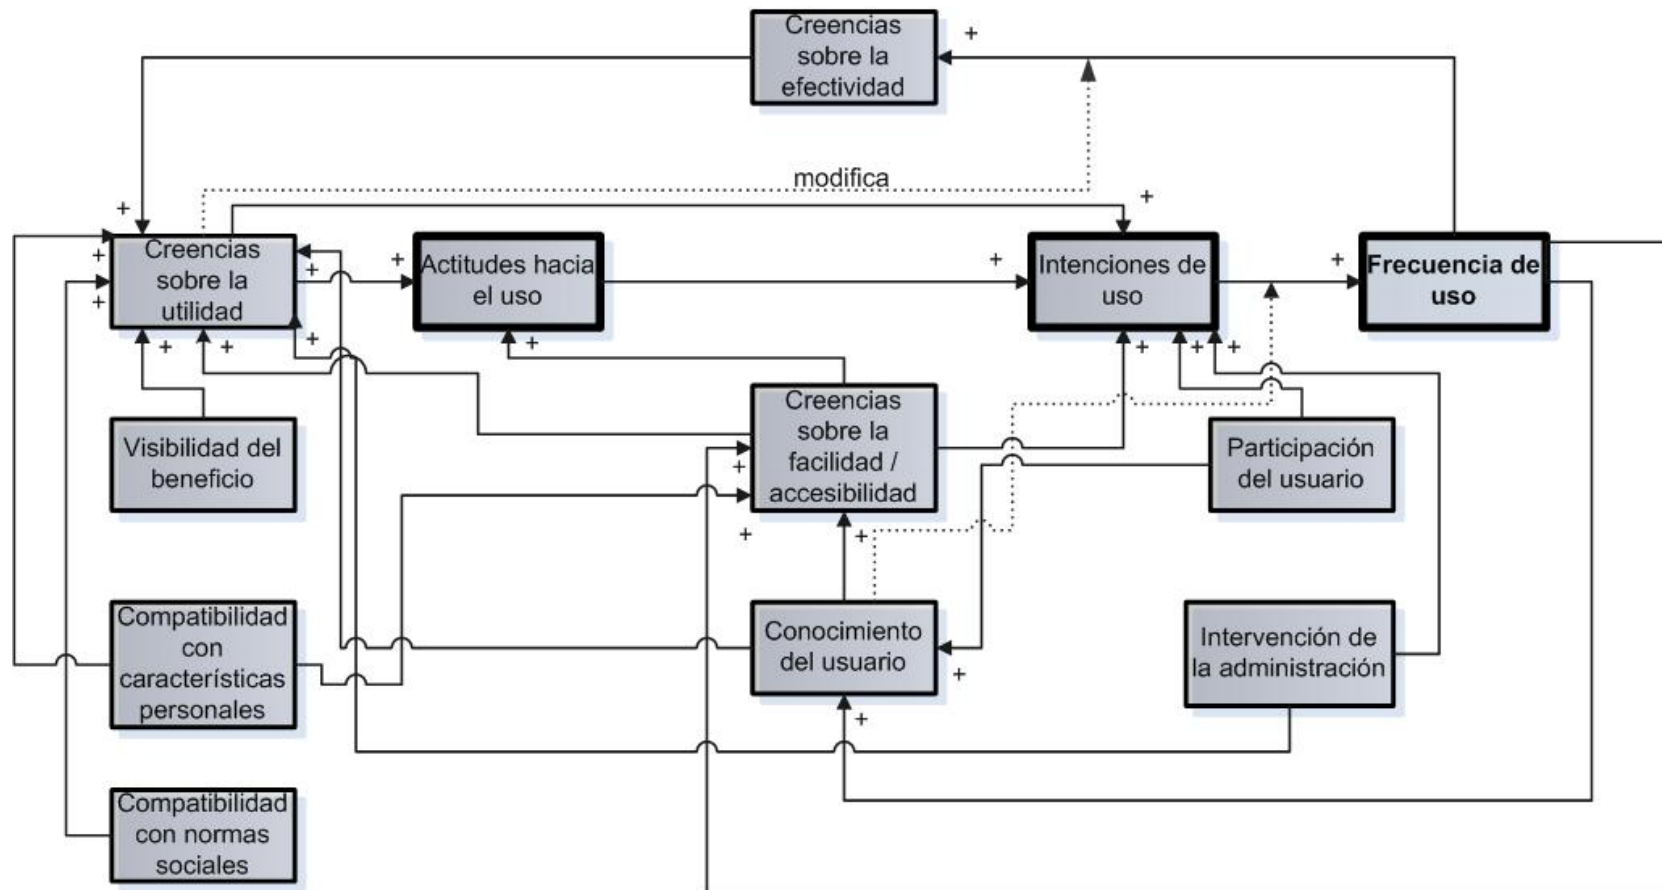 Creencias
sobre la
efectividad
+
modifica
+
+
Creencias
sobre la
utilidad
+
+
+
+
Actitudes hacia
el uso
+
Intenciones de
uso
+
Frecuencia de
uso
+
+
+
+
+
+
+
Visibilidad del
beneficio
Creencias
sobre la
facilidad /
accesibilidad
+
+
+
Participación
del usuario
Compatibilidad
con
características
personales
Conocimiento
del usuario
+
+
Intervención de
la administración
Compatibilidad
con normas
sociales